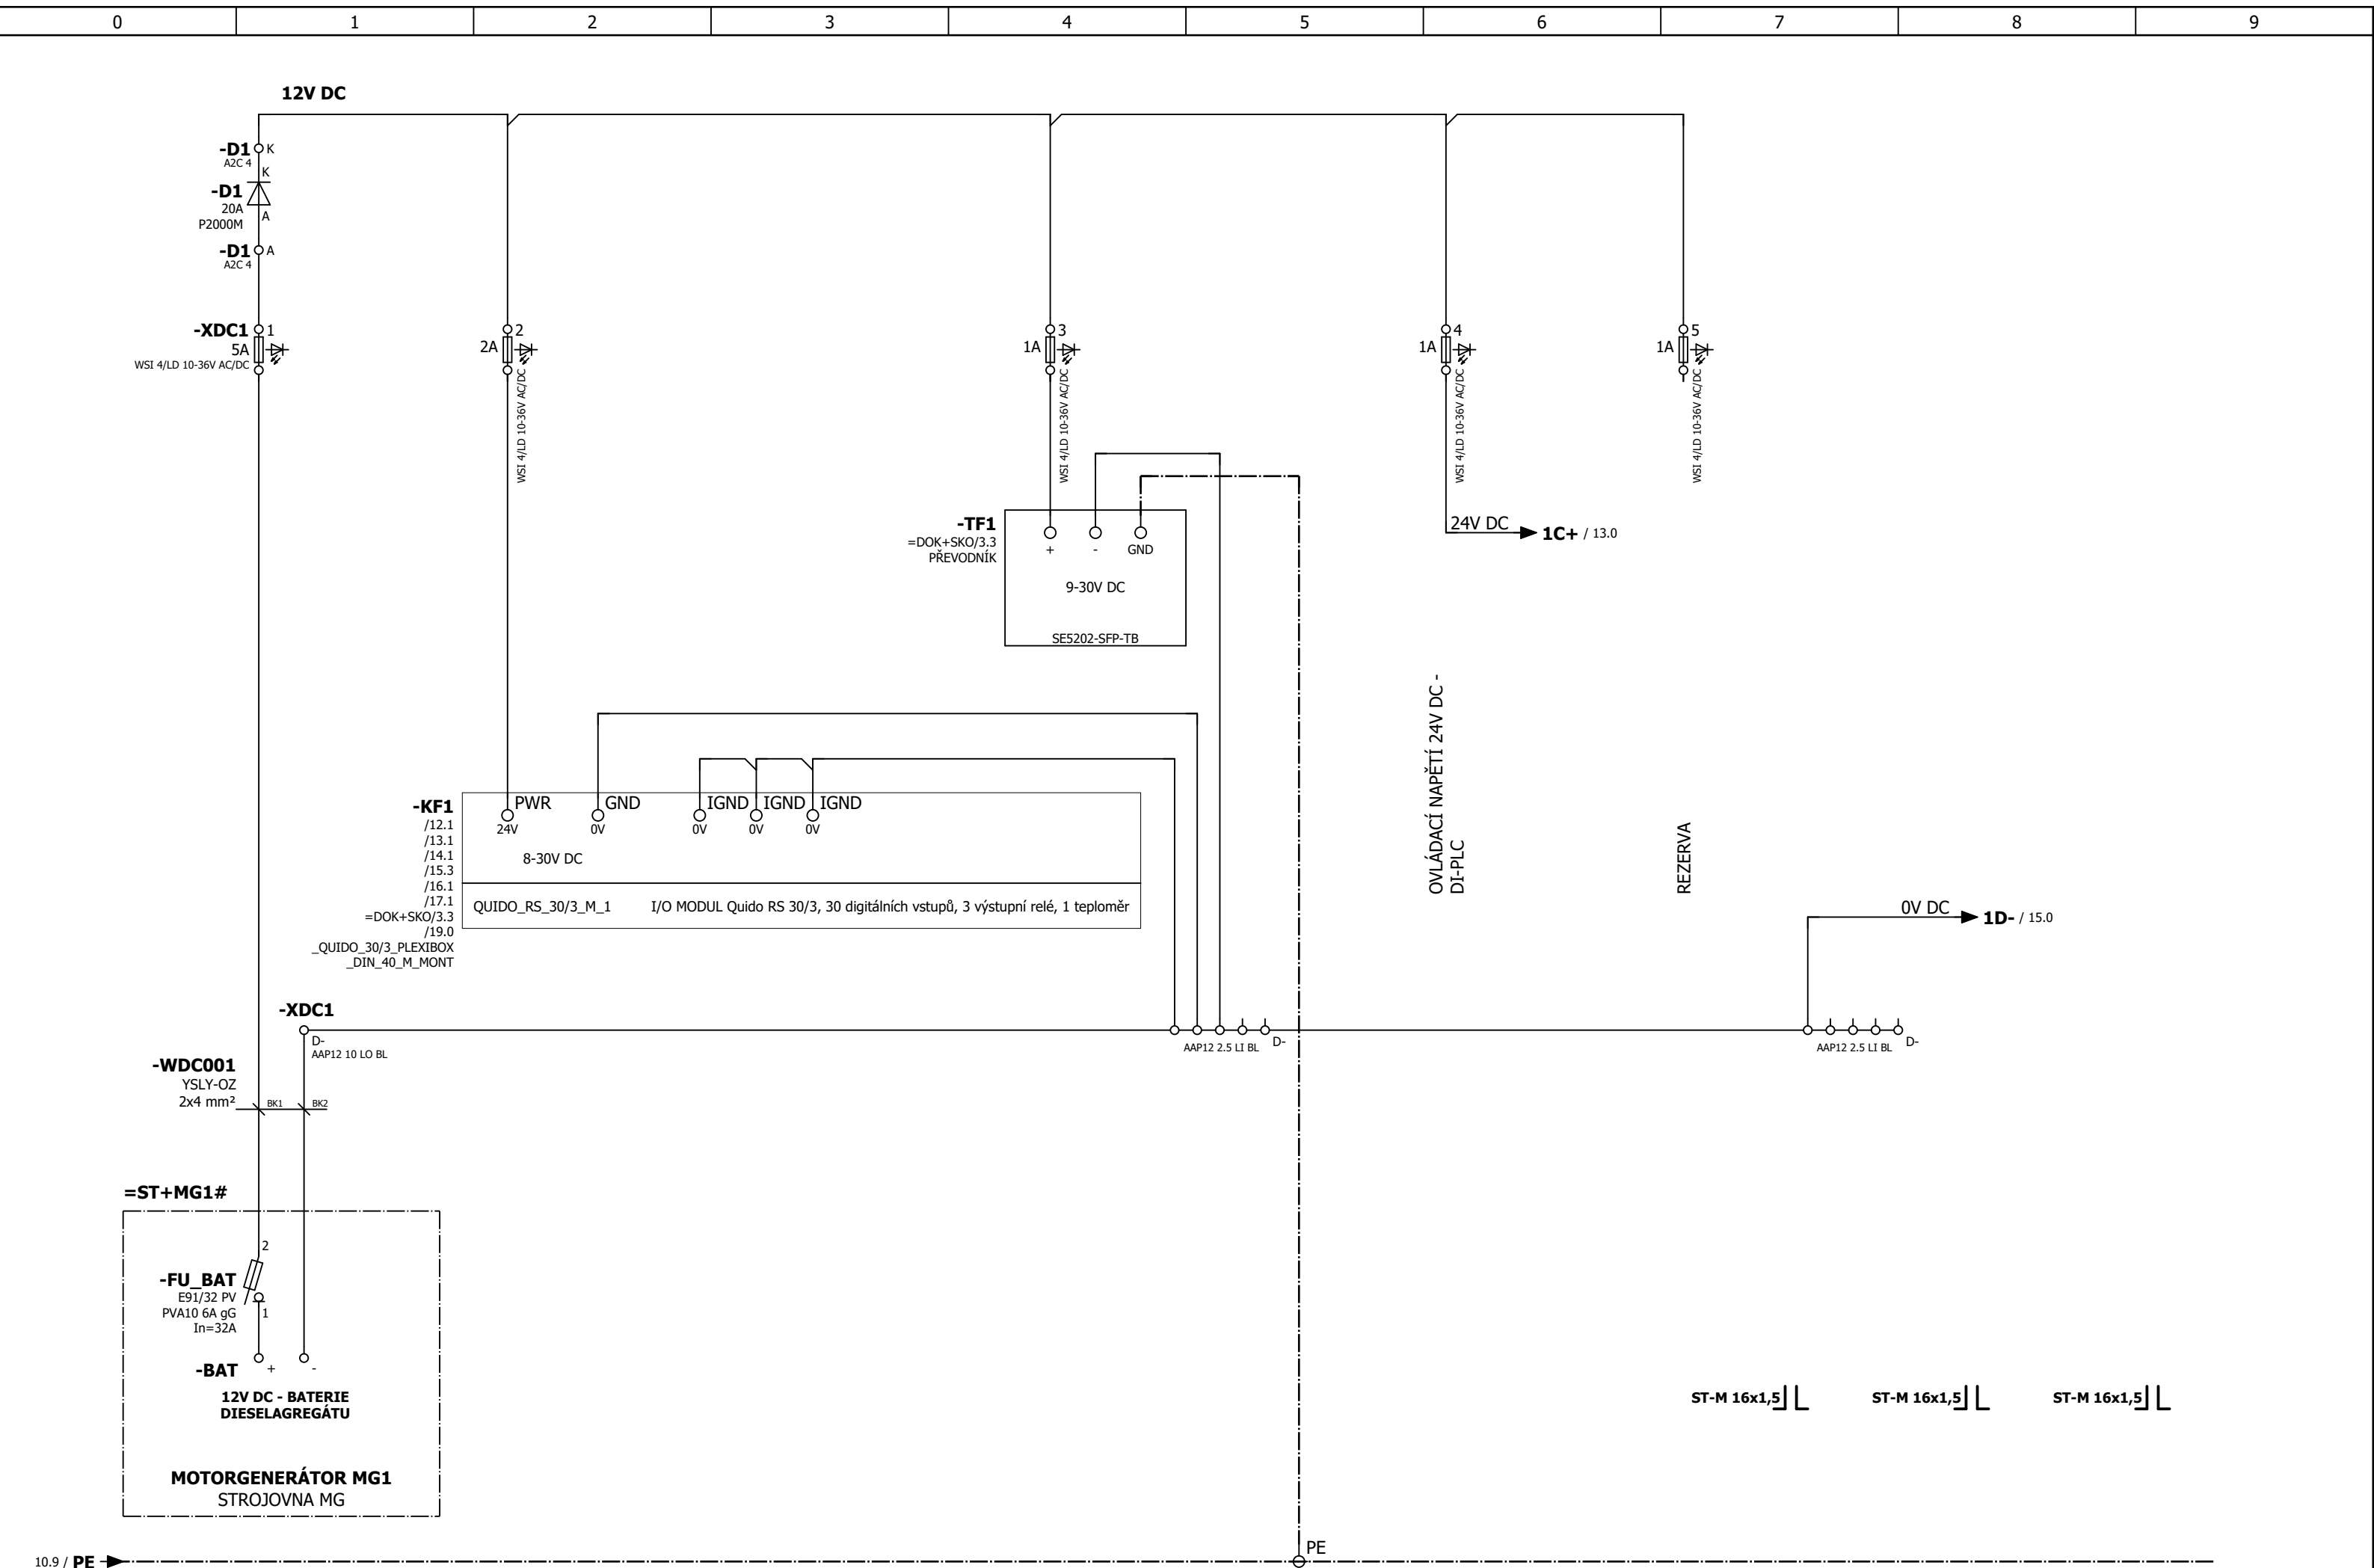 0 1 2 3 4 5 6 7 8 9
12V DC
-D1 K
A2C 4
K
-D1
20A
P2000M
A
-D1 A
A2C 4
-XDC1 1
5A
WSI 4/LD 10-36V AC/DC
2
2A
WSI 4/LD 10-36V AC/DC
3
1A
WSI 4/LD 10-36V AC/DC
4
1A
WSI 4/LD 10-36V AC/DC
5
1A
WSI 4/LD 10-36V AC/DC
-TF1
=DOK+SKO/3.3
PŘEVODNÍK
+ - GND
9-30V DC
SE5202-SFP-TB
24V DC 1C+ / 13.0
OVLÁDACÍ NAPĚTÍ 24V DC -
DI-PLC
REZERVA
-KF1
/12.1
/13.1
/14.1
/15.3
/16.1
/17.1
=DOK+SKO/3.3
/19.0
_QUIDO_30/3_PLEXIBOX
_DIN_40_M_MONT
PWR GND IGND IGND IGND
24V 0V 0V 0V 0V
8-30V DC
QUIDO_RS_30/3_M_1 I/O MODUL Quido RS 30/3, 30 digitálních vstupů, 3 výstupní relé, 1 teploměr
0V DC 1D- / 15.0
-XDC1
D-
AAP12 10 LO BL
AAP12 2.5 LI BL D-
AAP12 2.5 LI BL D-
-WDC001
YSLY-OZ
2x4 mm²
BK1 BK2
=ST+MG1#
2
-FU_BAT
E91/32 PV
PVA10 6A gG
In=32A
1
-BAT + -
12V DC - BATERIE
DIESELAGREGÁTU
MOTORGENERÁTOR MG1
STROJOVNA MG
ST-M 16x1,5 ST-M 16x1,5 ST-M 16x1,5
10.9 / PE
PE